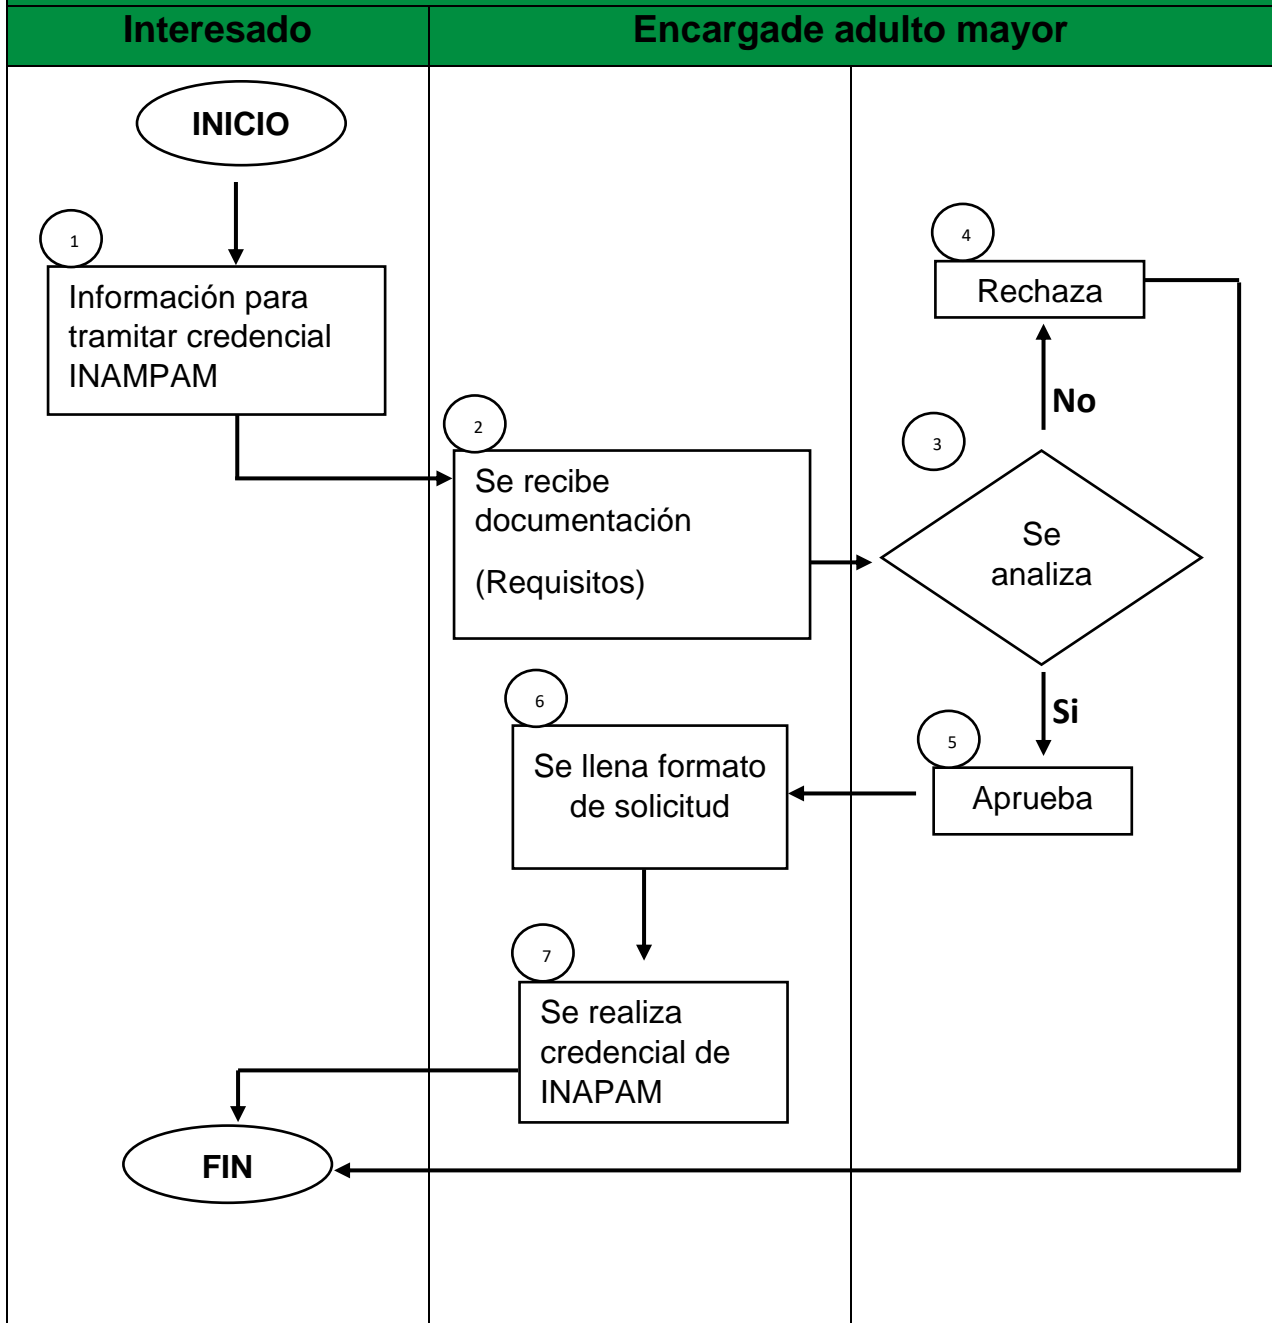 Interesado
Encargade adulto mayor
INICIO
1
Información para
tramitar credencial
INAMPAM
2
Se recibe
documentación
(Requisitos)
3
Se
analiza
No
4
Rechaza
Si
5
Aprueba
6
Se llena formato
de solicitud
7
Se realiza
credencial de
INAPAM
FIN